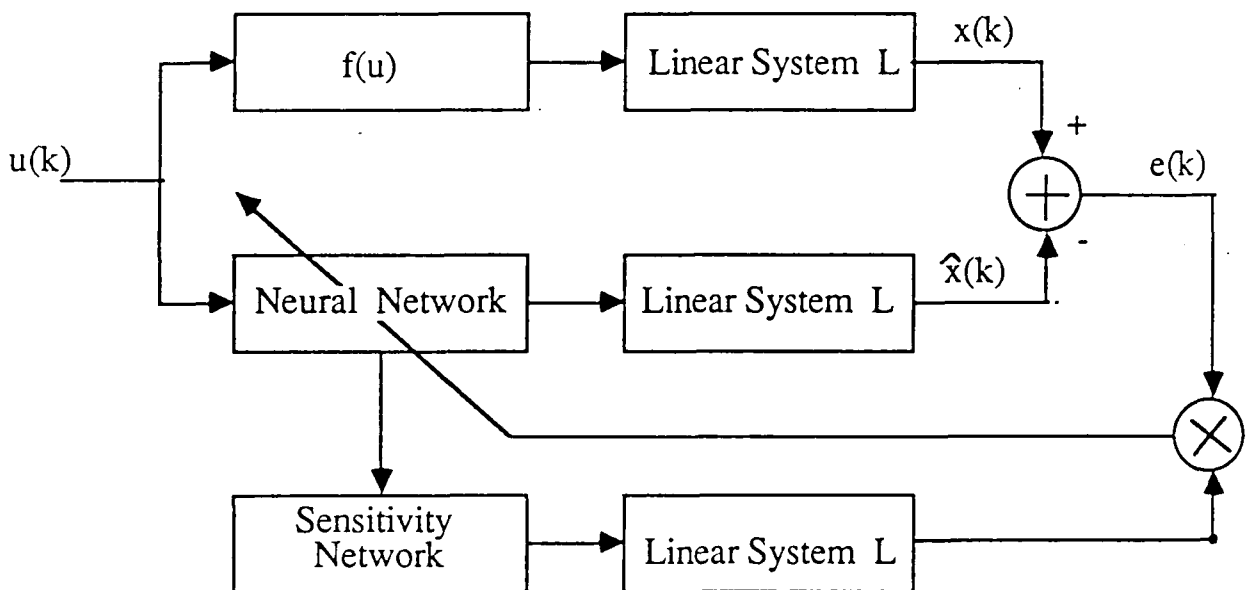 f(u)
Linear System L
x(k)
+
u(k)
e(k)
-
Neural Network
Linear System L
x̂(k)
Sensitivity
Network
Linear System L